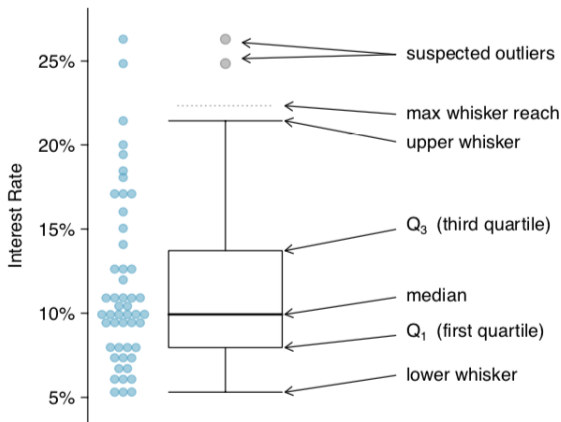 Interest Rate
25%
20%
15%
10%
5%
suspected outliers
max whisker reach
upper whisker
Q₃ (third quartile)
median
Q₁ (first quartile)
lower whisker